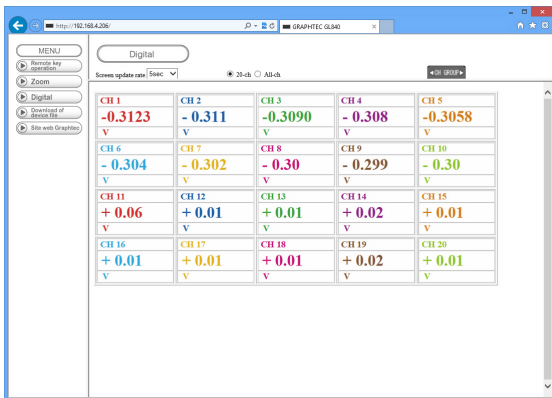 http://192.168.4.206/
GRAPHTEC GL840
MENU
Remote key operation
Zoom
Digital
Download of device file
Site web Graphtec
Digital
Screen update rate 5sec
20-ch All-ch
◄CH GROUP►
CH 1 CH 2 CH 3 CH 4 CH 5
-0.3123 - 0.311 -0.3090 - 0.308 -0.3058
V V V V V
CH 6 CH 7 CH 8 CH 9 CH 10
- 0.304 - 0.302 - 0.30 - 0.299 - 0.30
V V V V V
CH 11 CH 12 CH 13 CH 14 CH 15
+ 0.06 + 0.01 + 0.01 + 0.02 + 0.01
V V V V V
CH 16 CH 17 CH 18 CH 19 CH 20
+ 0.01 + 0.01 + 0.01 + 0.02 + 0.01
V V V V V